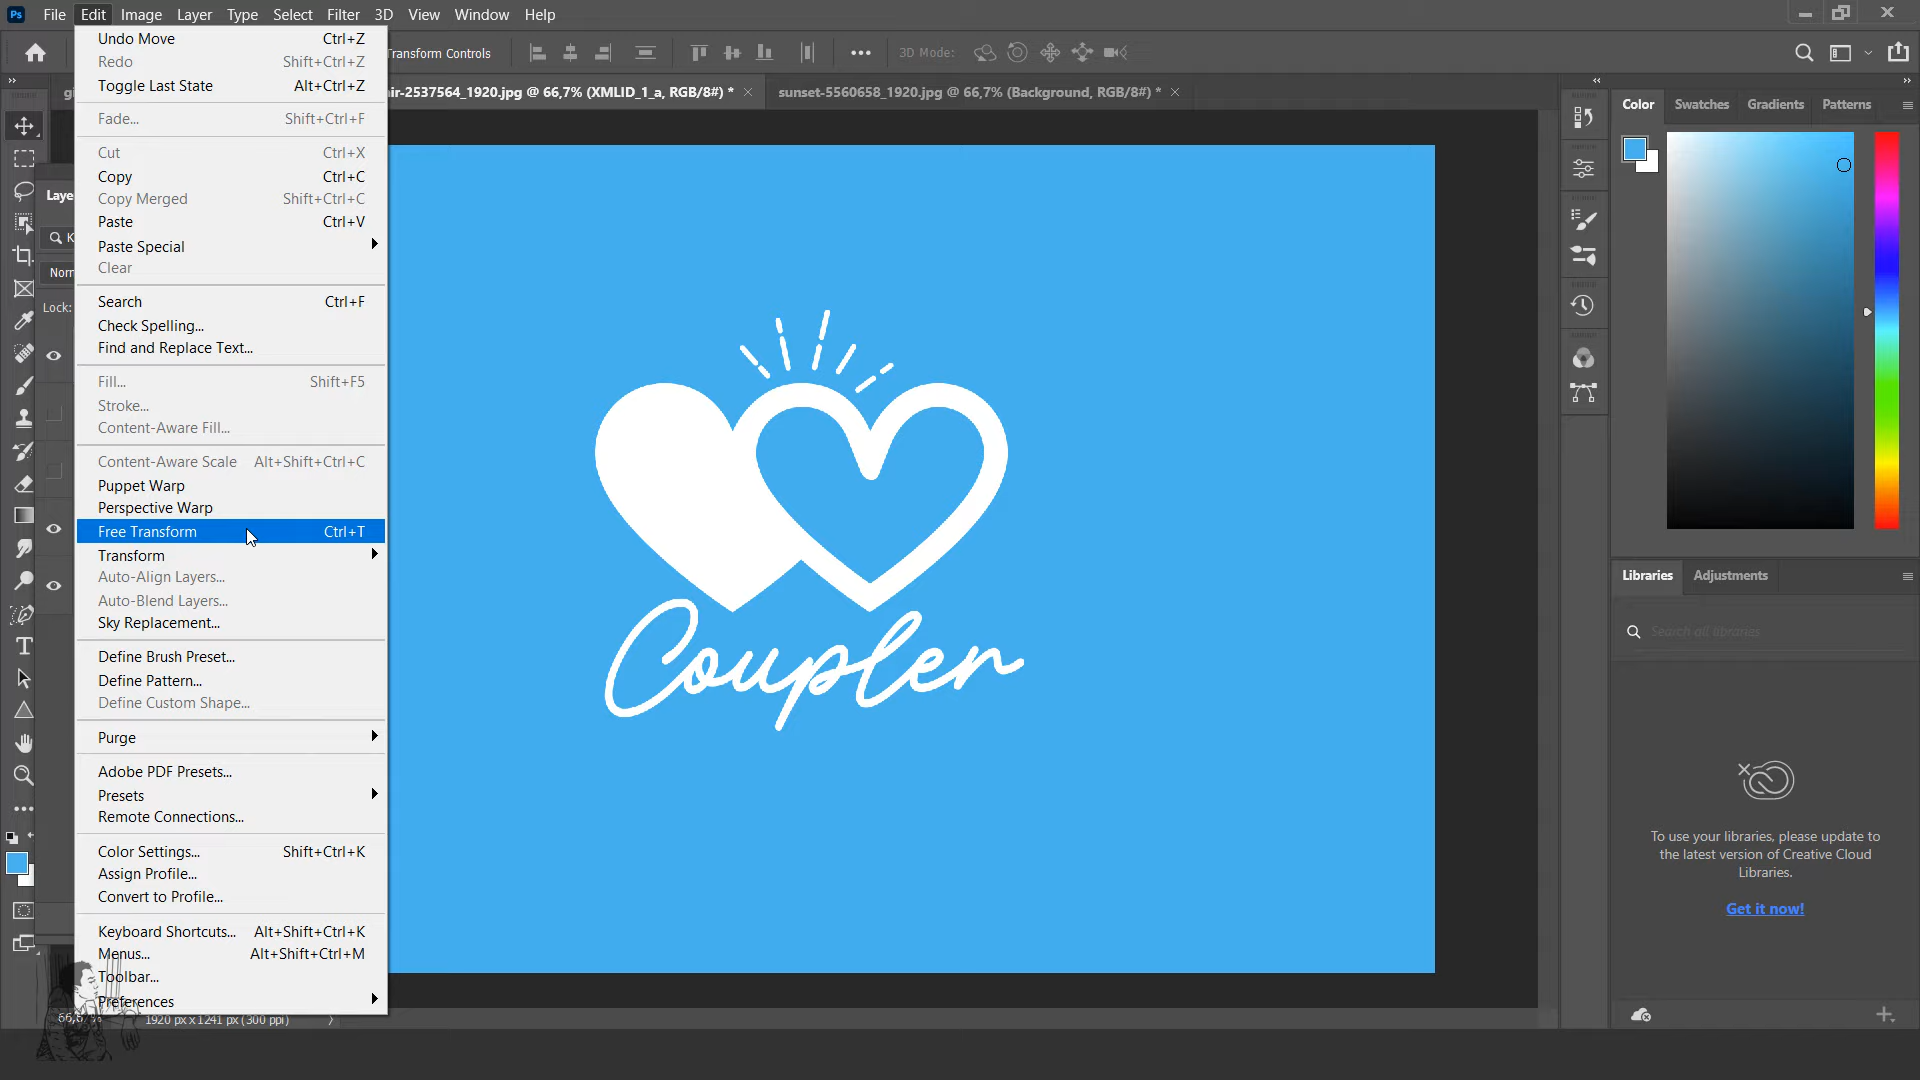 Ps File Edit Image Layer Type Select Filter 3D View Window Help
Transform Controls 3D Mode:
air-2537564_1920.jpg @ 66,7% (XMLID_1_a, RGB/8#) * sunset-5560658_1920.jpg @ 66,7% (Background, RGB/8#) *
Undo Move Ctrl+Z
Redo Shift+Ctrl+Z
Toggle Last State Alt+Ctrl+Z
Fade... Shift+Ctrl+F
Cut Ctrl+X
Copy Ctrl+C
Copy Merged Shift+Ctrl+C
Paste Ctrl+V
Paste Special
Clear
Search Ctrl+F
Check Spelling...
Find and Replace Text...
Fill... Shift+F5
Stroke...
Content-Aware Fill...
Content-Aware Scale Alt+Shift+Ctrl+C
Puppet Warp
Perspective Warp
Free Transform Ctrl+T
Transform
Auto-Align Layers...
Auto-Blend Layers...
Sky Replacement...
Define Brush Preset...
Define Pattern...
Define Custom Shape...
Purge
Adobe PDF Presets...
Presets
Remote Connections...
Color Settings... Shift+Ctrl+K
Assign Profile...
Convert to Profile...
Keyboard Shortcuts... Alt+Shift+Ctrl+K
Menus... Alt+Shift+Ctrl+M
Toolbar...
Preferences
Laye
K
Norm
Lock:
1920 px x 1241 px (300 ppi)
Coupler
Color Swatches Gradients Patterns
Libraries Adjustments
Search all libraries
To use your libraries, please update to
the latest version of Creative Cloud
Libraries.
Get it now!